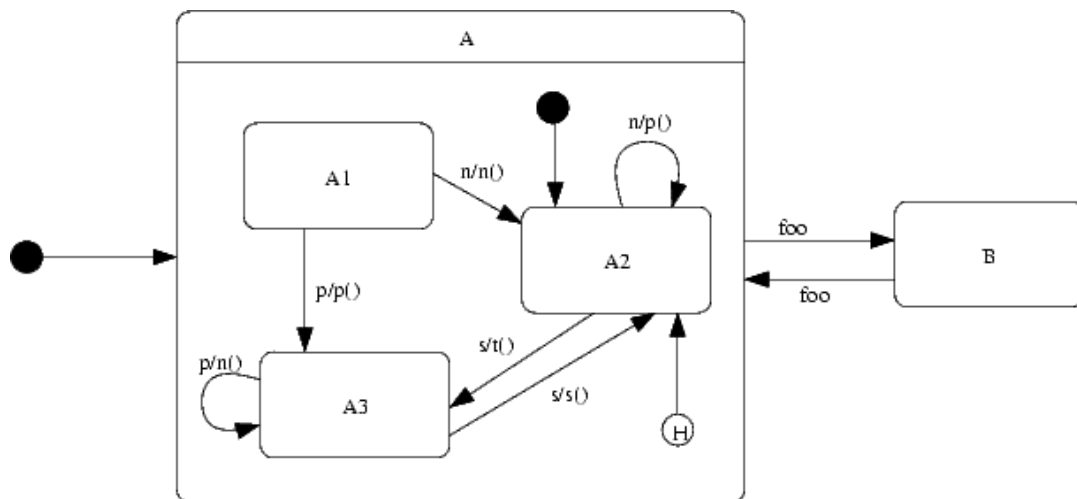 A
n/p()
A1
n/n()
foo
A2
B
foo
p/p()
s/t()
p/n()
s/s()
A3
H